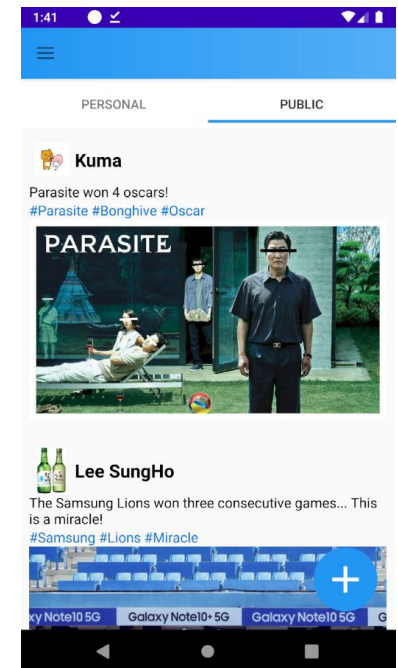 1:41
PERSONAL
PUBLIC
Kuma
Parasite won 4 oscars!
#Parasite #Bonghive #Oscar
PARASITE
Lee SungHo
The Samsung Lions won three consecutive games... This
is a miracle!
#Samsung #Lions #Miracle
xy Note10 5G Galaxy Note10+ 5G Galaxy Note10 5G G